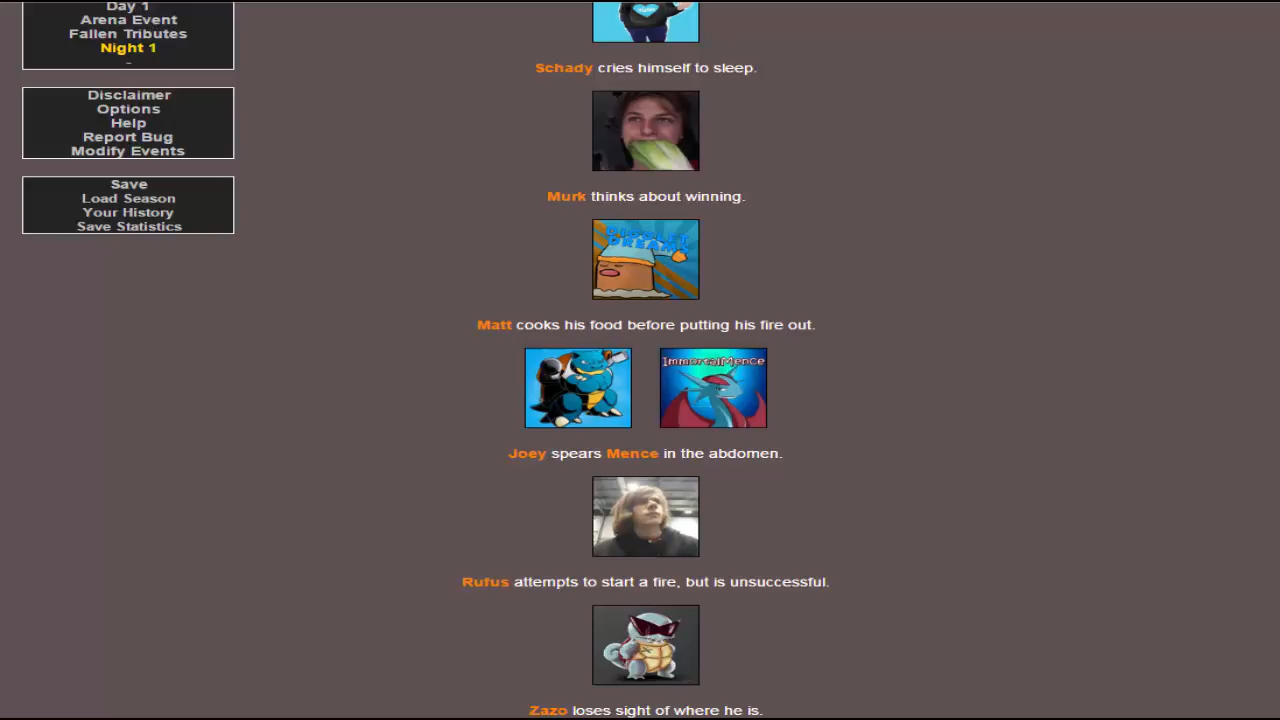 Day 1
Arena Event
Fallen Tributes
Night 1
-
Disclaimer
Options
Help
Report Bug
Modify Events
Save
Load Season
Your History
Save Statistics
Schady cries himself to sleep.
Murk thinks about winning.
DIGGLET
DREAMS
Matt cooks his food before putting his fire out.
ImmortalMence
Joey spears Mence in the abdomen.
Rufus attempts to start a fire, but is unsuccessful.
Zazo loses sight of where he is.